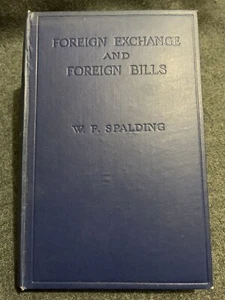 FOREIGN EXCHANGE
AND
FOREIGN BILLS
W. F. SPALDING